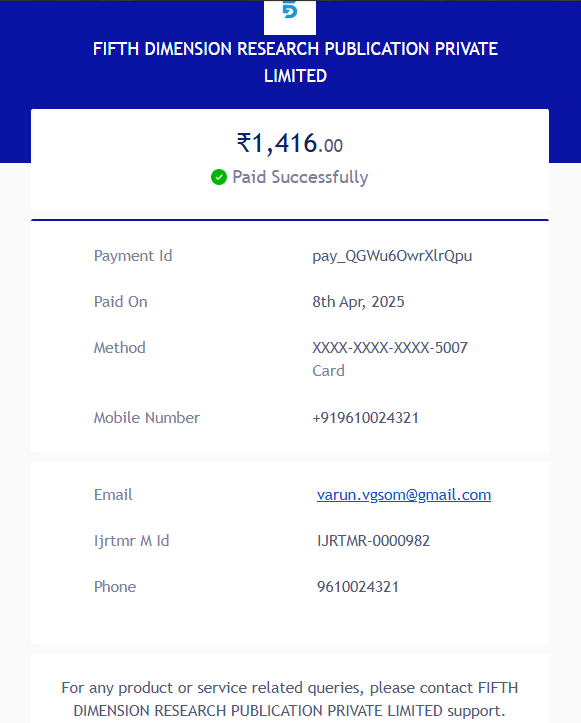 5
FIFTH DIMENSION RESEARCH PUBLICATION PRIVATE
LIMITED
₹1,416.00
Paid Successfully
Payment Id pay_QGWu6OwrXlrQpu
Paid On 8th Apr, 2025
Method XXXX-XXXX-XXXX-5007
Card
Mobile Number +919610024321
Email varun.vgsom@gmail.com
Ijrtmr M Id IJRTMR-0000982
Phone 9610024321
For any product or service related queries, please contact FIFTH
DIMENSION RESEARCH PUBLICATION PRIVATE LIMITED support.